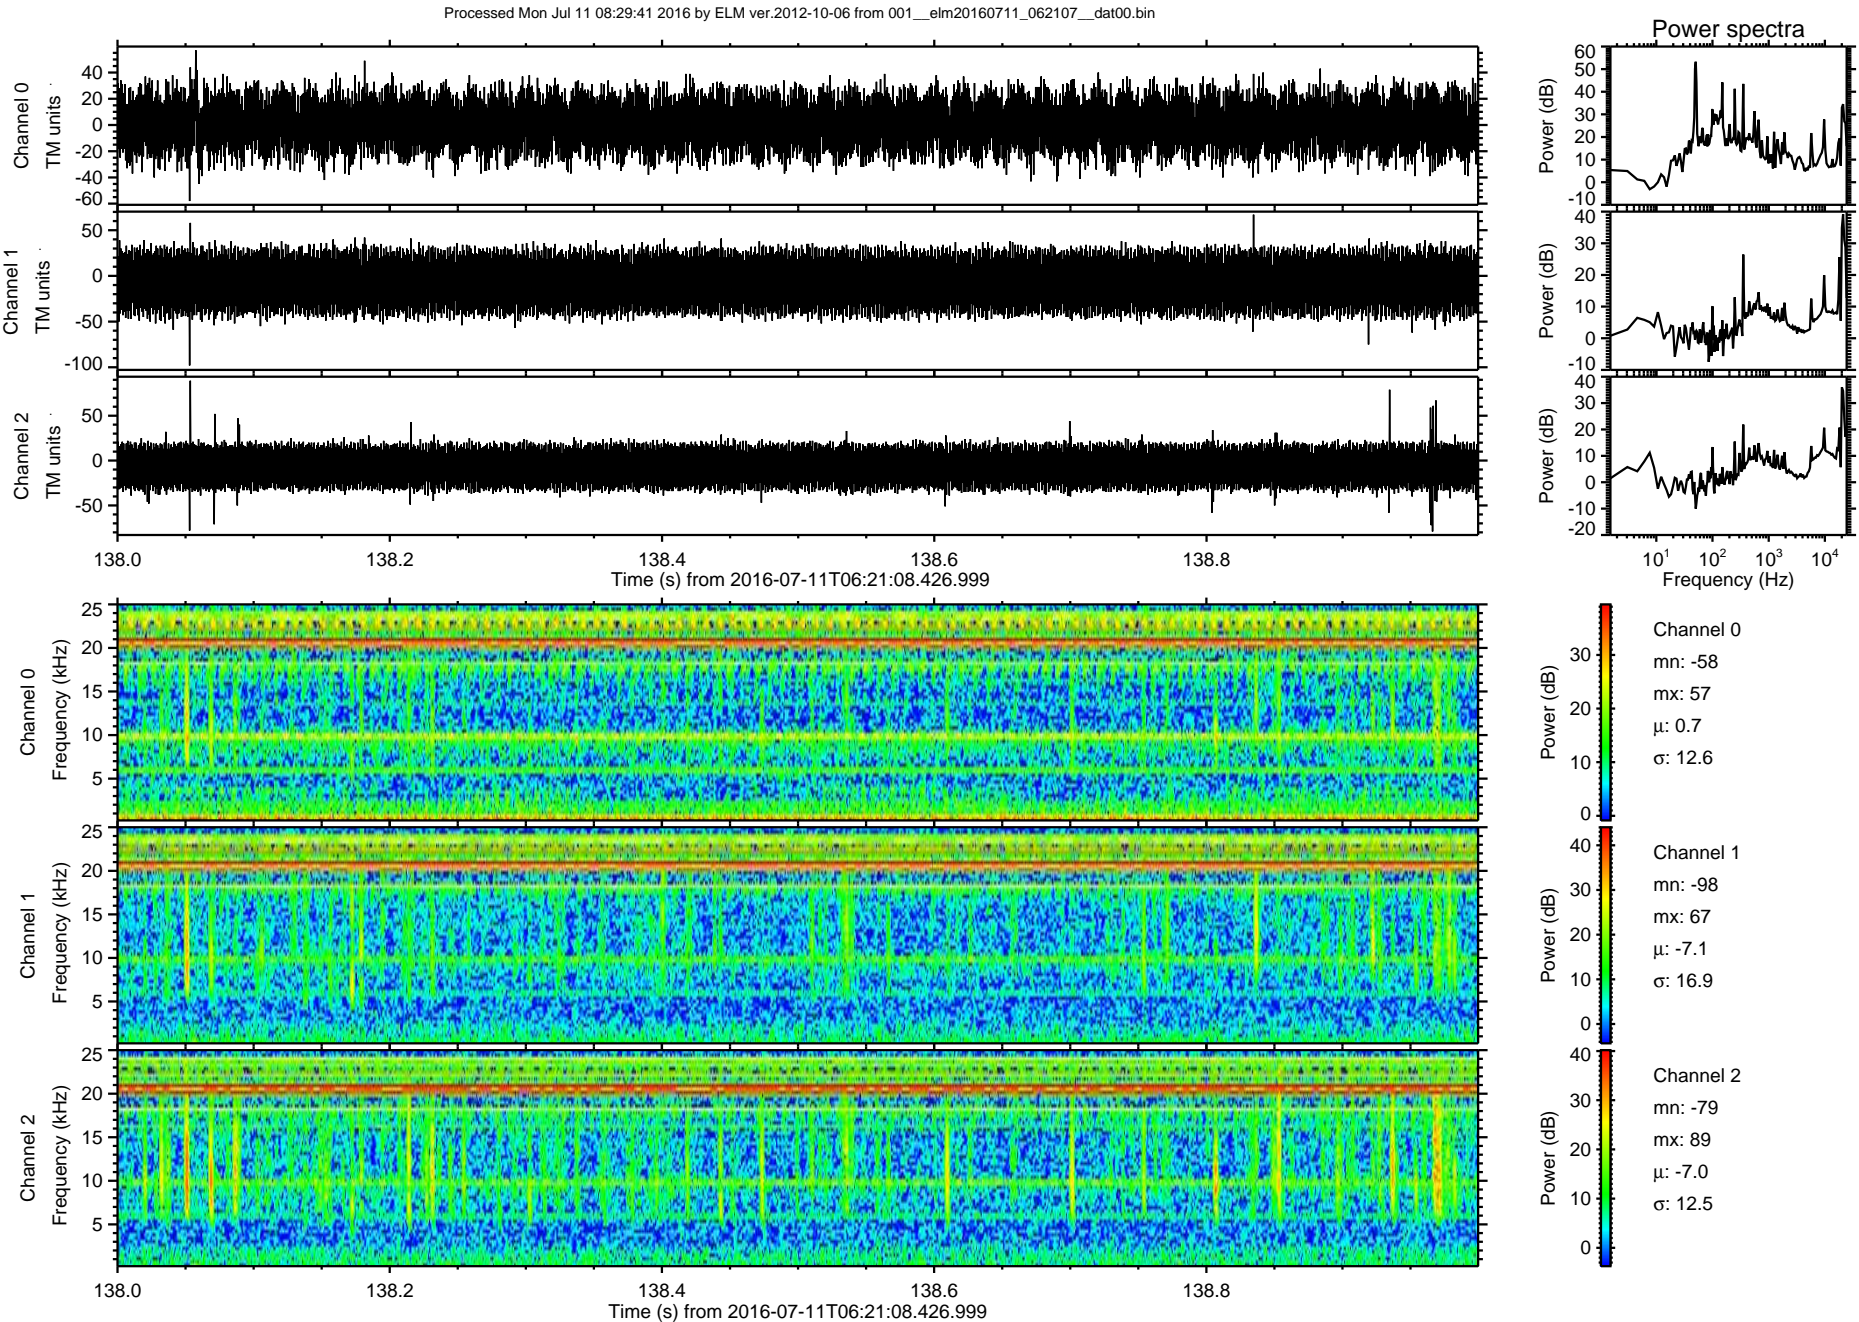 Processed Mon Jul 11 08:29:41 2016 by ELM ver.2012-10-06 from 001__elm20160711_062107__dat00.bin
Power spectra
Channel 0
TM units
40
20
0
-20
-40
-60
Power (dB)
60
50
40
30
20
10
0
-10
Channel 1
TM units
50
0
-50
-100
Power (dB)
40
30
20
10
0
-10
Channel 2
TM units
50
0
-50
Power (dB)
40
30
20
10
0
-10
-20
138.0 138.2 138.4 138.6 138.8
Time (s) from 2016-07-11T06:21:08.426.999
10^1 10^2 10^3 10^4
Frequency (Hz)
Channel 0
Frequency (kHz)
25
20
15
10
5
Power (dB)
30
20
10
0
Channel 0
mn: -58
mx: 57
μ: 0.7
σ: 12.6
Channel 1
Frequency (kHz)
25
20
15
10
5
Power (dB)
40
30
20
10
0
Channel 1
mn: -98
mx: 67
μ: -7.1
σ: 16.9
Channel 2
Frequency (kHz)
25
20
15
10
5
Power (dB)
40
30
20
10
0
Channel 2
mn: -79
mx: 89
μ: -7.0
σ: 12.5
138.0 138.2 138.4 138.6 138.8
Time (s) from 2016-07-11T06:21:08.426.999